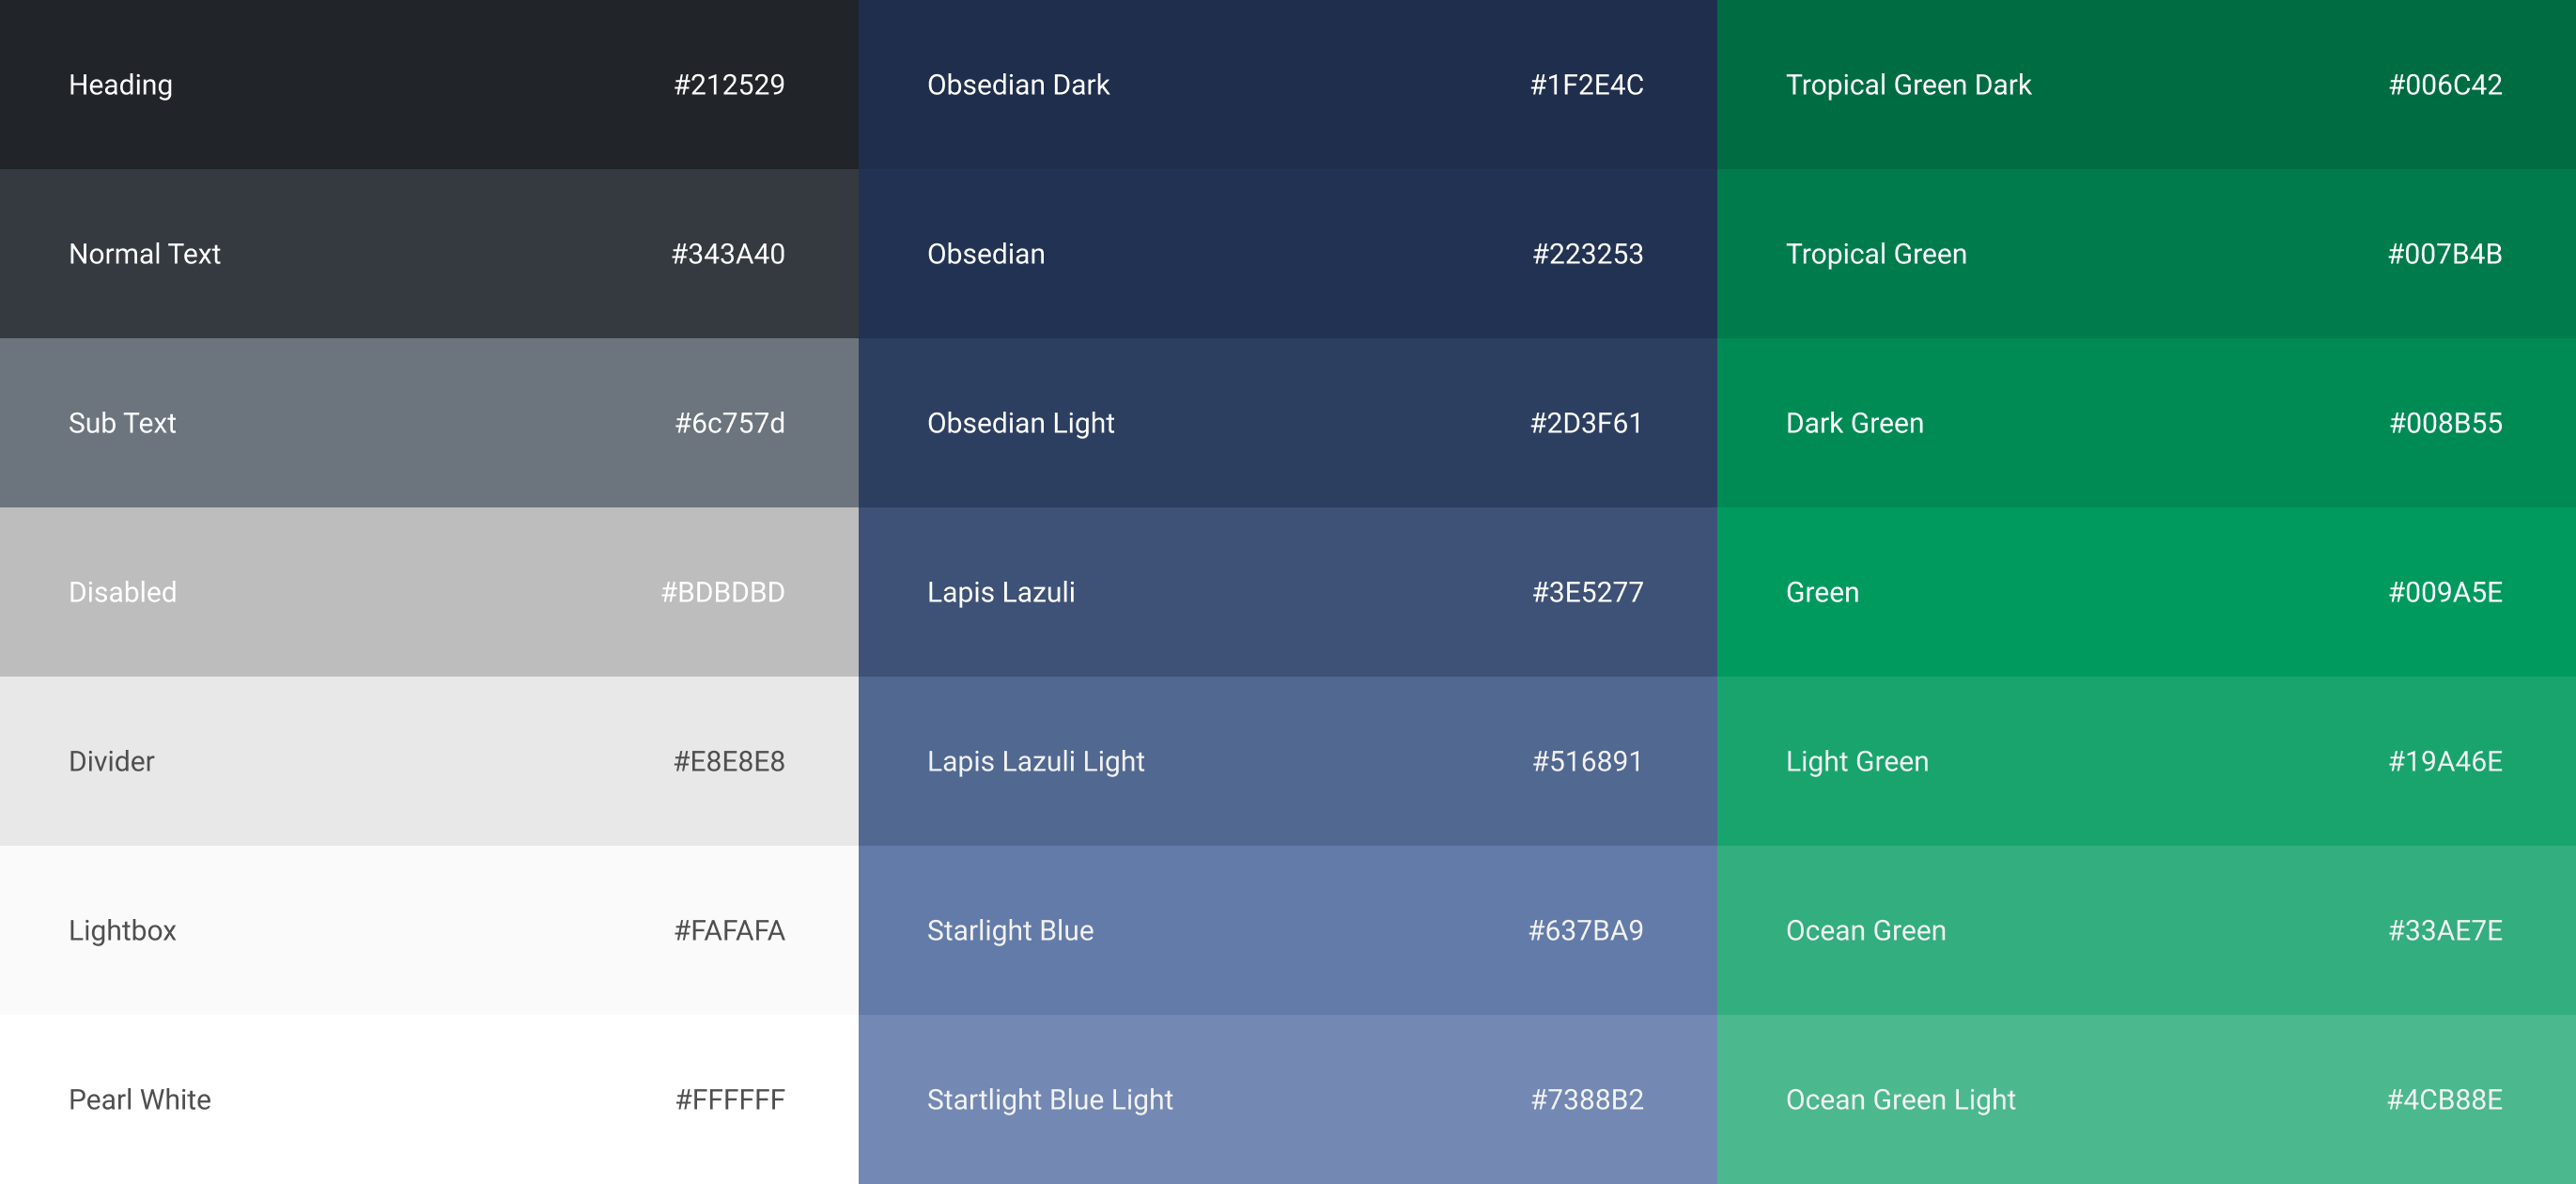 Heading #212529
Obsedian Dark #1F2E4C
Tropical Green Dark #006C42
Normal Text #343A40
Obsedian #223253
Tropical Green #007B4B
Sub Text #6c757d
Obsedian Light #2D3F61
Dark Green #008B55
Disabled #BDBDBD
Lapis Lazuli #3E5277
Green #009A5E
Divider #E8E8E8
Lapis Lazuli Light #516891
Light Green #19A46E
Lightbox #FAFAFA
Starlight Blue #637BA9
Ocean Green #33AE7E
Pearl White #FFFFFF
Startlight Blue Light #7388B2
Ocean Green Light #4CB88E